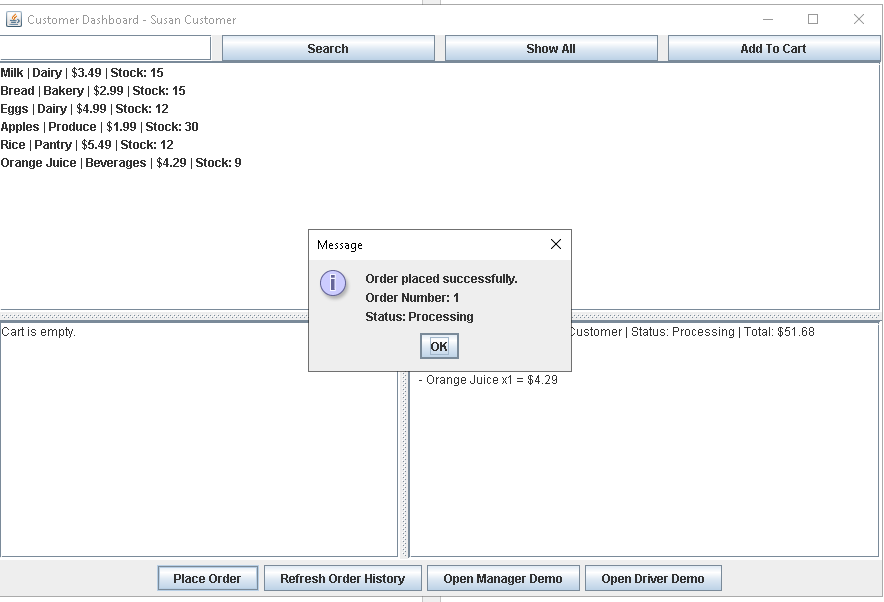 Customer Dashboard - Susan Customer
Search
Show All
Add To Cart
Milk | Dairy | $3.49 | Stock: 15
Bread | Bakery | $2.99 | Stock: 15
Eggs | Dairy | $4.99 | Stock: 12
Apples | Produce | $1.99 | Stock: 30
Rice | Pantry | $5.49 | Stock: 12
Orange Juice | Beverages | $4.29 | Stock: 9
Message
Order placed successfully.
Order Number: 1
Status: Processing
OK
Cart is empty.
Customer | Status: Processing | Total: $51.68
- Orange Juice x1 = $4.29
Place Order
Refresh Order History
Open Manager Demo
Open Driver Demo